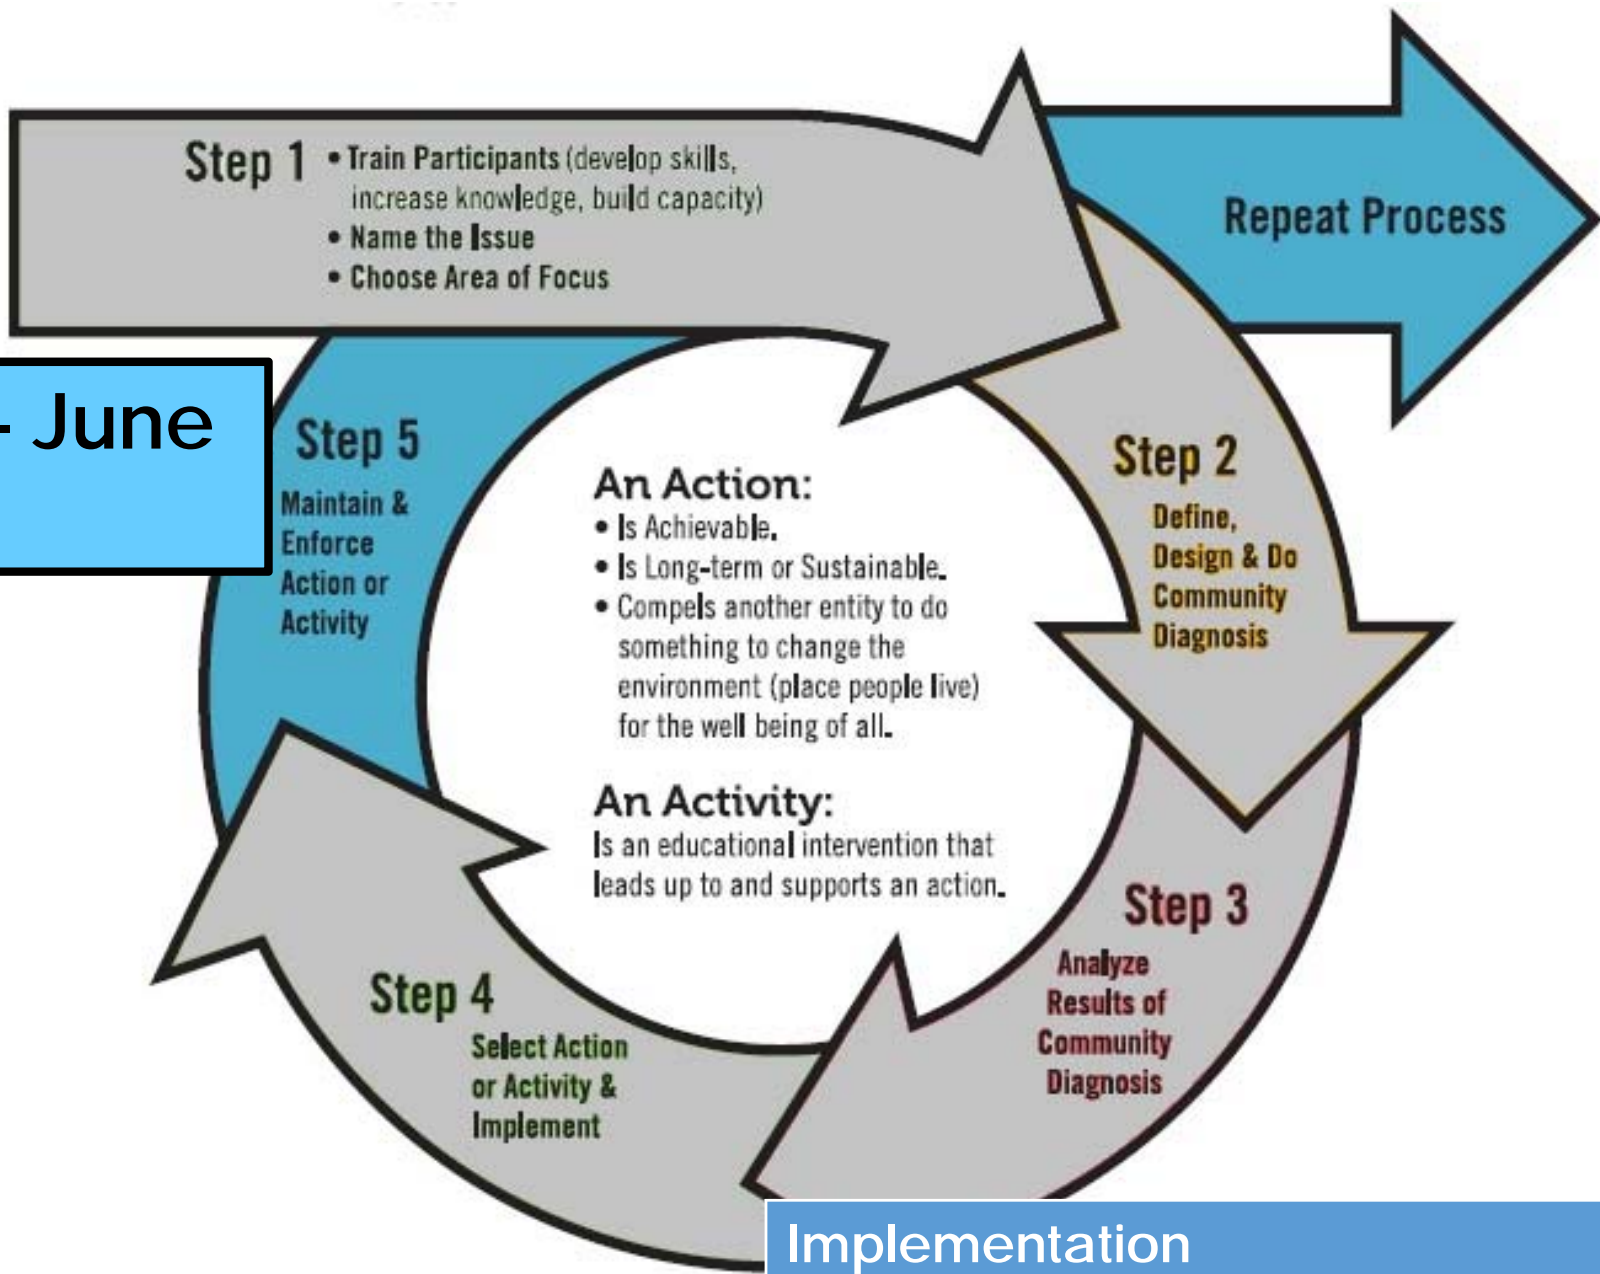 Step 1
• Train Participants (develop skills,
increase knowledge, build capacity)
• Name the Issue
• Choose Area of Focus
Repeat Process
- June
Step 5
Maintain &
Enforce
Action or
Activity
An Action:
• Is Achievable.
• Is Long-term or Sustainable.
• Compels another entity to do
something to change the
environment (place people live)
for the well being of all.
An Activity:
Is an educational intervention that
leads up to and supports an action.
Step 2
Define,
Design & Do
Community
Diagnosis
Step 3
Analyze
Results of
Community
Diagnosis
Step 4
Select Action
or Activity &
Implement
Implementation